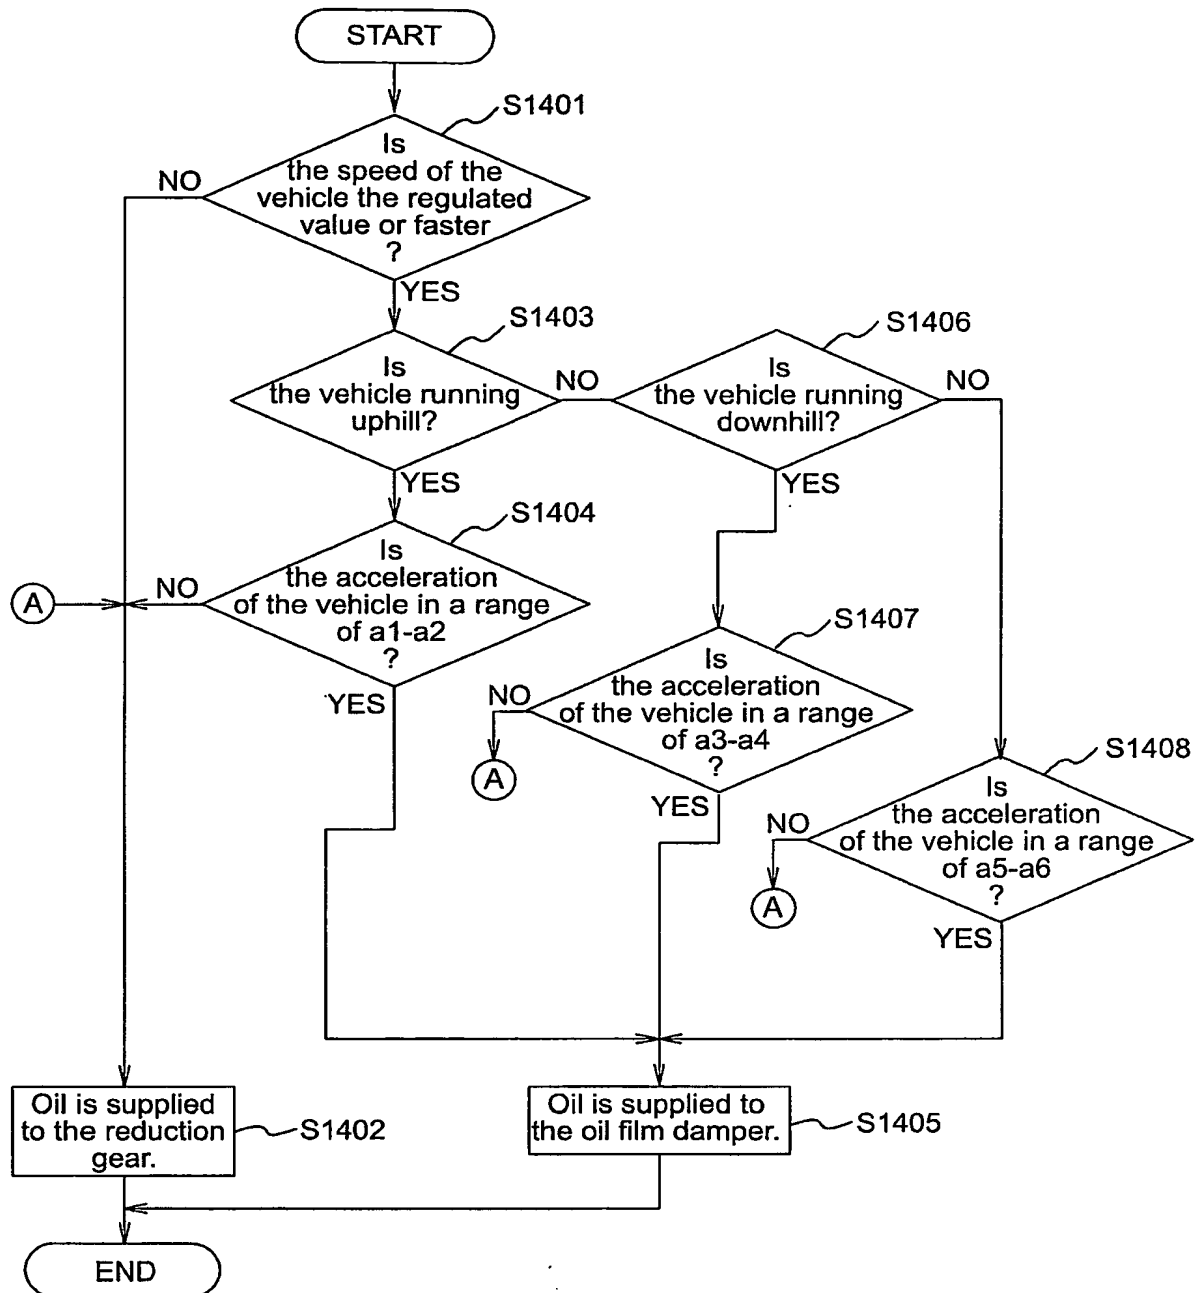 START
S1401
Is
the speed of the
vehicle the regulated
value or faster
?
NO
YES
S1403
Is
the vehicle running
uphill?
NO
YES
S1406
Is
the vehicle running
downhill?
NO
YES
S1404
Is
the acceleration
of the vehicle in a range
of a1-a2
?
NO
A
YES
S1407
Is
the acceleration
of the vehicle in a range
of a3-a4
?
NO
A
YES
S1408
Is
the acceleration
of the vehicle in a range
of a5-a6
?
NO
A
YES
Oil is supplied
to the reduction
gear.
S1402
Oil is supplied to
the oil film damper.
S1405
END